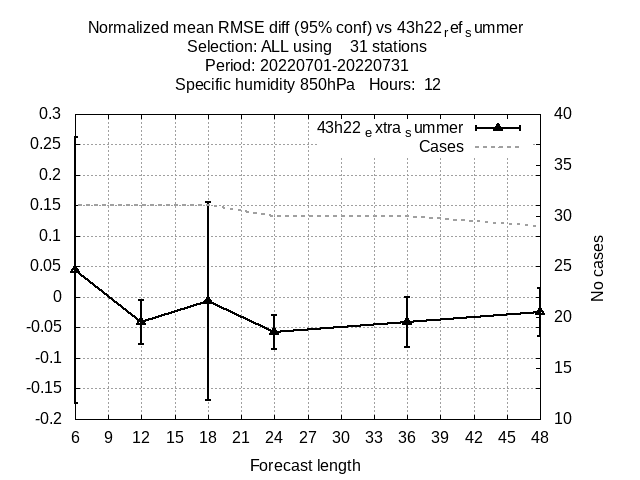 Normalized mean RMSE diff (95% conf) vs 43h22refsummer
Selection: ALL using 31 stations
Period: 20220701-20220731
Specific humidity 850hPa Hours: 12
43h22extrasummer
Cases
0.3
0.25
0.2
0.15
0.1
0.05
0
-0.05
-0.1
-0.15
-0.2
40
35
30
25
20
15
10
No cases
6 9 12 15 18 21 24 27 30 33 36 39 42 45 48
Forecast length